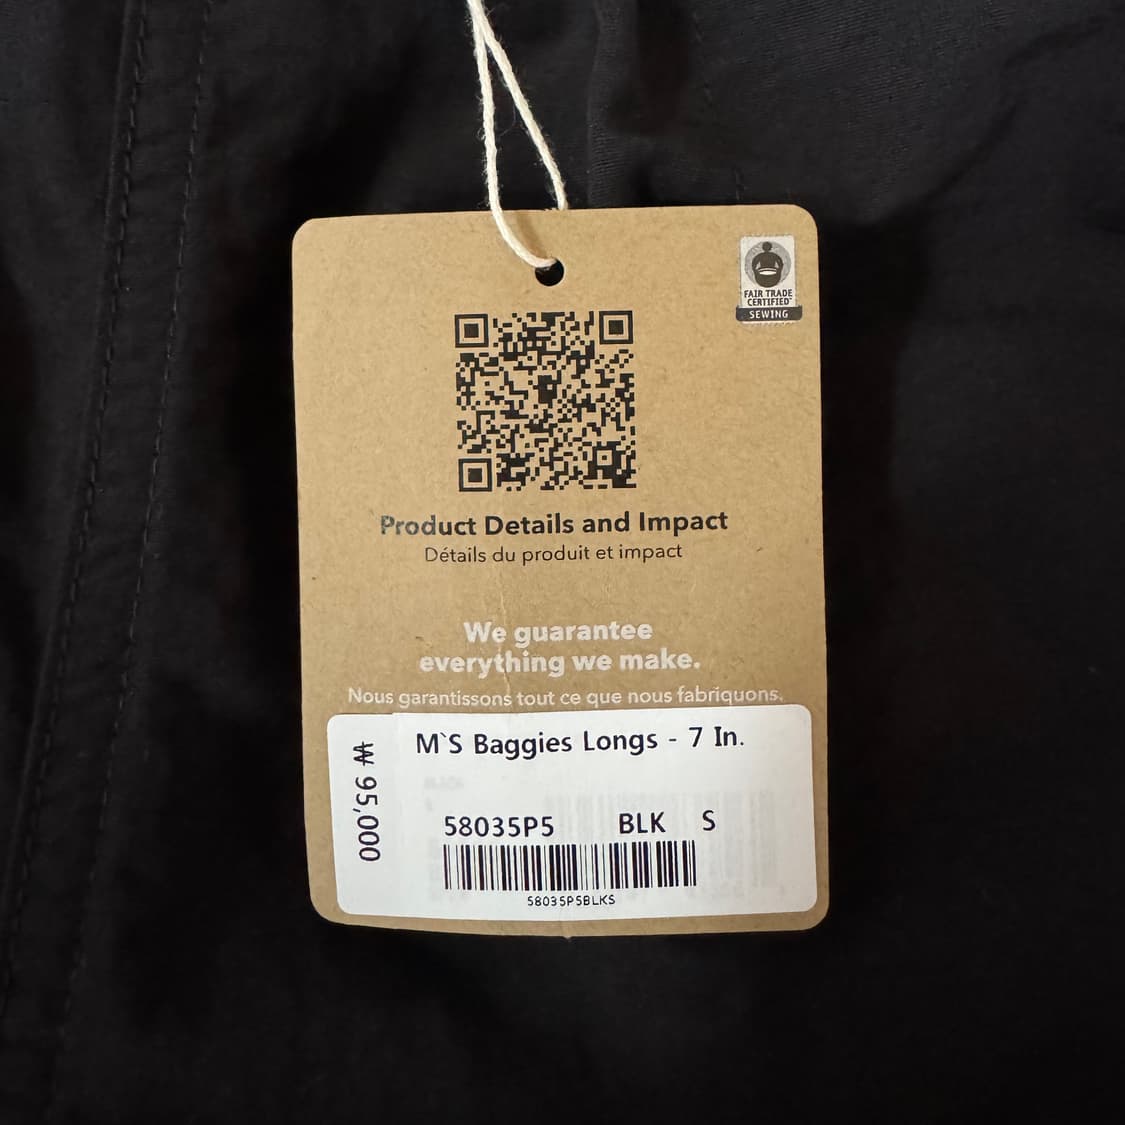 FAIR TRADE
CERTIFIED™
SEWING
Product Details and Impact
Détails du produit et impact
We guarantee
everything we make.
Nous garantissons tout ce que nous fabriquons.
M`S Baggies Longs - 7 In.
₩ 95,000
58035P5 BLK S
58035P5BLKS